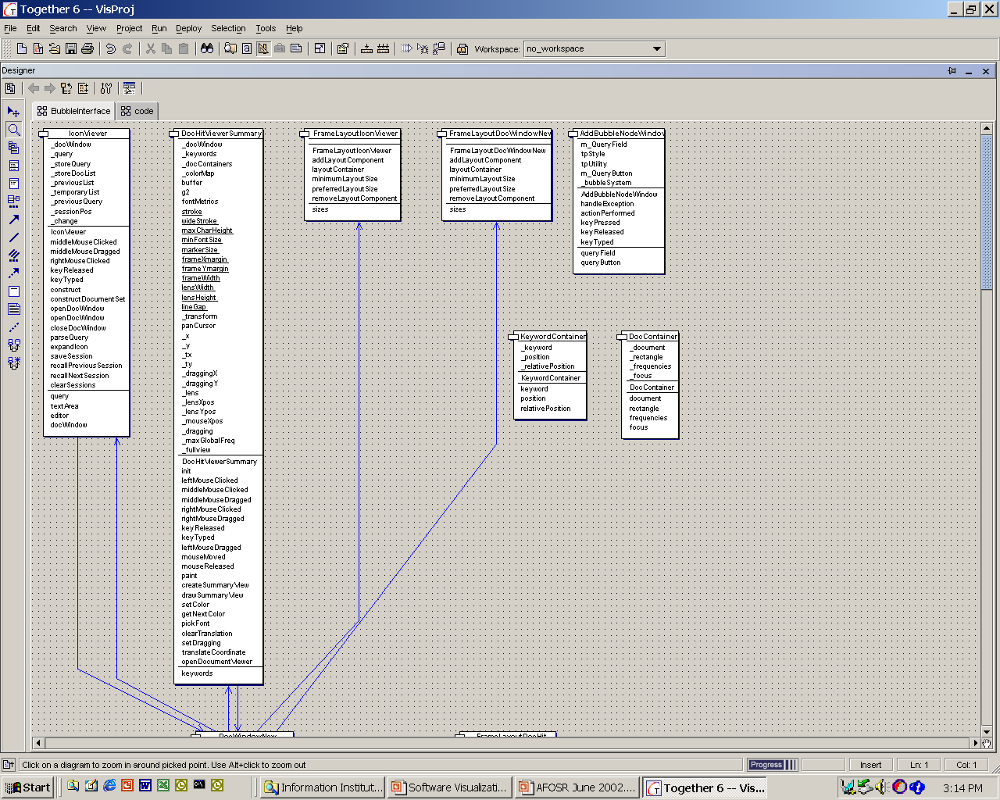 Together 6 -- VisProj
File Edit Search View Project Run Deploy Selection Tools Help
Workspace: no_workspace
Designer
BubbleInterface code
IconViewer
_docWindow
_query
_storeQuery
_storeDocList
_previousList
_temporaryList
_previousQuery
_sessionPos
_change
IconViewer
middleMouseClicked
middleMouseDragged
rightMouseClicked
keyReleased
keyTyped
construct
constructDocumentSet
openDocWindow
openDocWindow
closeDocWindow
parseQuery
expandIcon
saveSession
recallPreviousSession
recallNextSession
clearSessions
query
textArea
editor
docWindow
DocHitViewerSummary
_docWindow
_keywords
_docContainers
_colorMap
buffer
g2
fontMetrics
stroke
wideStroke
maxCharHeight
minFontSize
markerSize
frameXmargin
frameYmargin
frameWidth
lensWidth
lensHeight
lineGap
_transform
panCursor
_x
_y
_tx
_ty
_draggingX
_draggingY
_lens
_lensXpos
_lensYpos
_mouseXpos
_dragging
_maxGlobalFreq
_fullview
DocHitViewerSummary
init
leftMouseClicked
middleMouseClicked
middleMouseDragged
rightMouseClicked
rightMouseDragged
keyReleased
keyTyped
leftMouseDragged
mouseMoved
mouseReleased
paint
createSummaryView
drawSummaryView
setColor
getNextColor
pickFont
clearTranslation
setDragging
translateCoordinate
openDocumentViewer
keywords
FrameLayoutIconViewer
FrameLayoutIconViewer
addLayoutComponent
layoutContainer
minimumLayoutSize
preferredLayoutSize
removeLayoutComponent
sizes
FrameLayoutDocWindowNew
FrameLayoutDocWindowNew
addLayoutComponent
layoutContainer
minimumLayoutSize
preferredLayoutSize
removeLayoutComponent
sizes
AddBubbleNodeWindow
m_QueryField
tpStyle
tpUtility
m_QueryButton
_bubbleSystem
AddBubbleNodeWindow
handleException
actionPerformed
keyPressed
keyReleased
keyTyped
queryField
queryButton
KeywordContainer
_keyword
_position
_relativePosition
KeywordContainer
keyword
position
relativePosition
DocContainer
_document
_rectangle
_frequencies
_focus
DocContainer
document
rectangle
frequencies
focus
DocWindowNew
FrameLayoutDocHit
Click on a diagram to zoom in around picked point. Use Alt+click to zoom out
Progress Insert Ln: 1 Col: 1
Start Information Institut... Software Visualizati... AFOSR June 2002.... Together 6 -- Vis... 3:14 PM